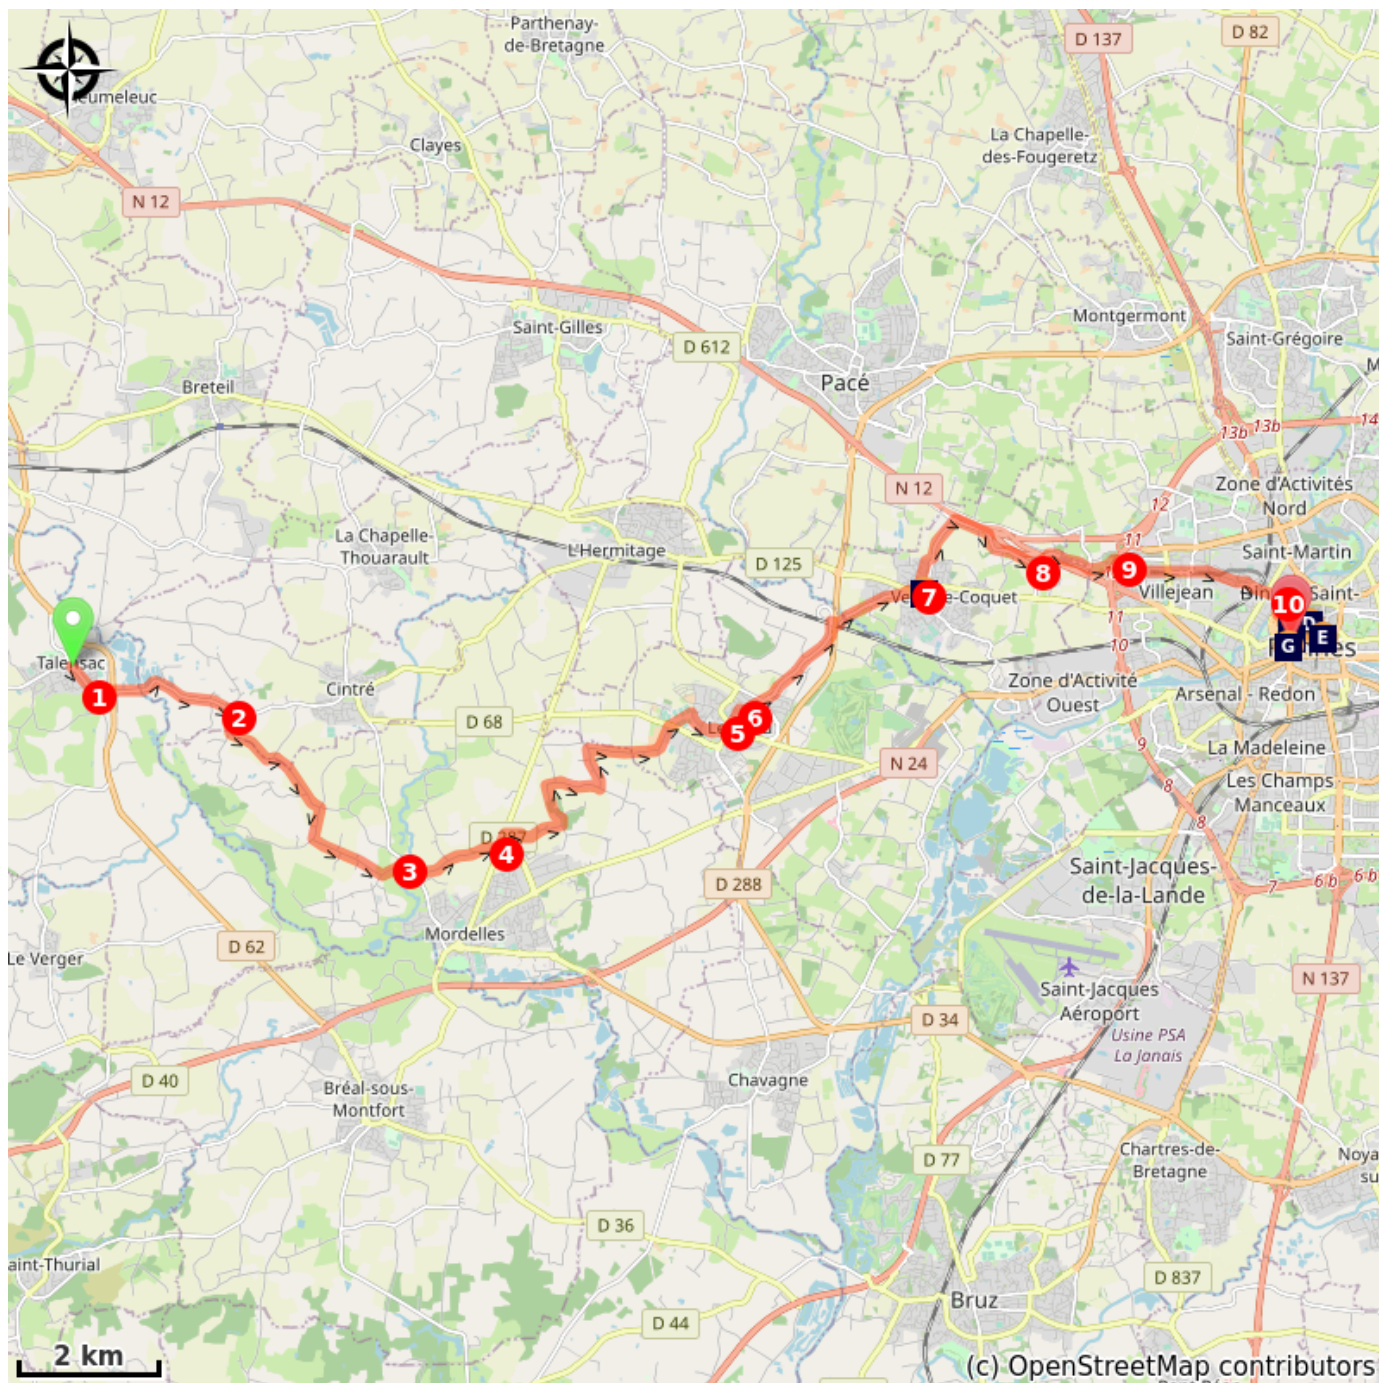 Parthenay-
de-Bretagne
D 137
D 82
Clayes
La Chapelle-
des-Fougeretz
N 12
Montgermont
Saint-Gilles
D 612
Saint-Grégoire
Pacé
Breteil
13b
13b
14
N 12
Zone d'Activités
Nord
12
La Chapelle-
Thouarault
L'Hermitage
11
Saint-Martin
D 125
8
9
Villejean
7
10
Saint-
D
E
G
11
10
Talensac
1
Cintré
Zone d'Activité
Ouest
Arsenal - Redon
2
D 68
6
5
9
La Madeleine
N 24
8
Les Champs
Manceaux
8
4
3
Saint-Jacques-
de-la-Lande
D 288
7
6 b
6 b
Mordelles
D 62
Le Verger
Saint-Jacques
Aéroport
N 137
D 34
Usine PSA
La Janais
D 40
Chavagne
Bréal-sous-
Montfort
D 77
Chartres-de-
Bretagne
D 36
D 837
Bruz
D 44
2 km
(c) OpenStreetMap contributors